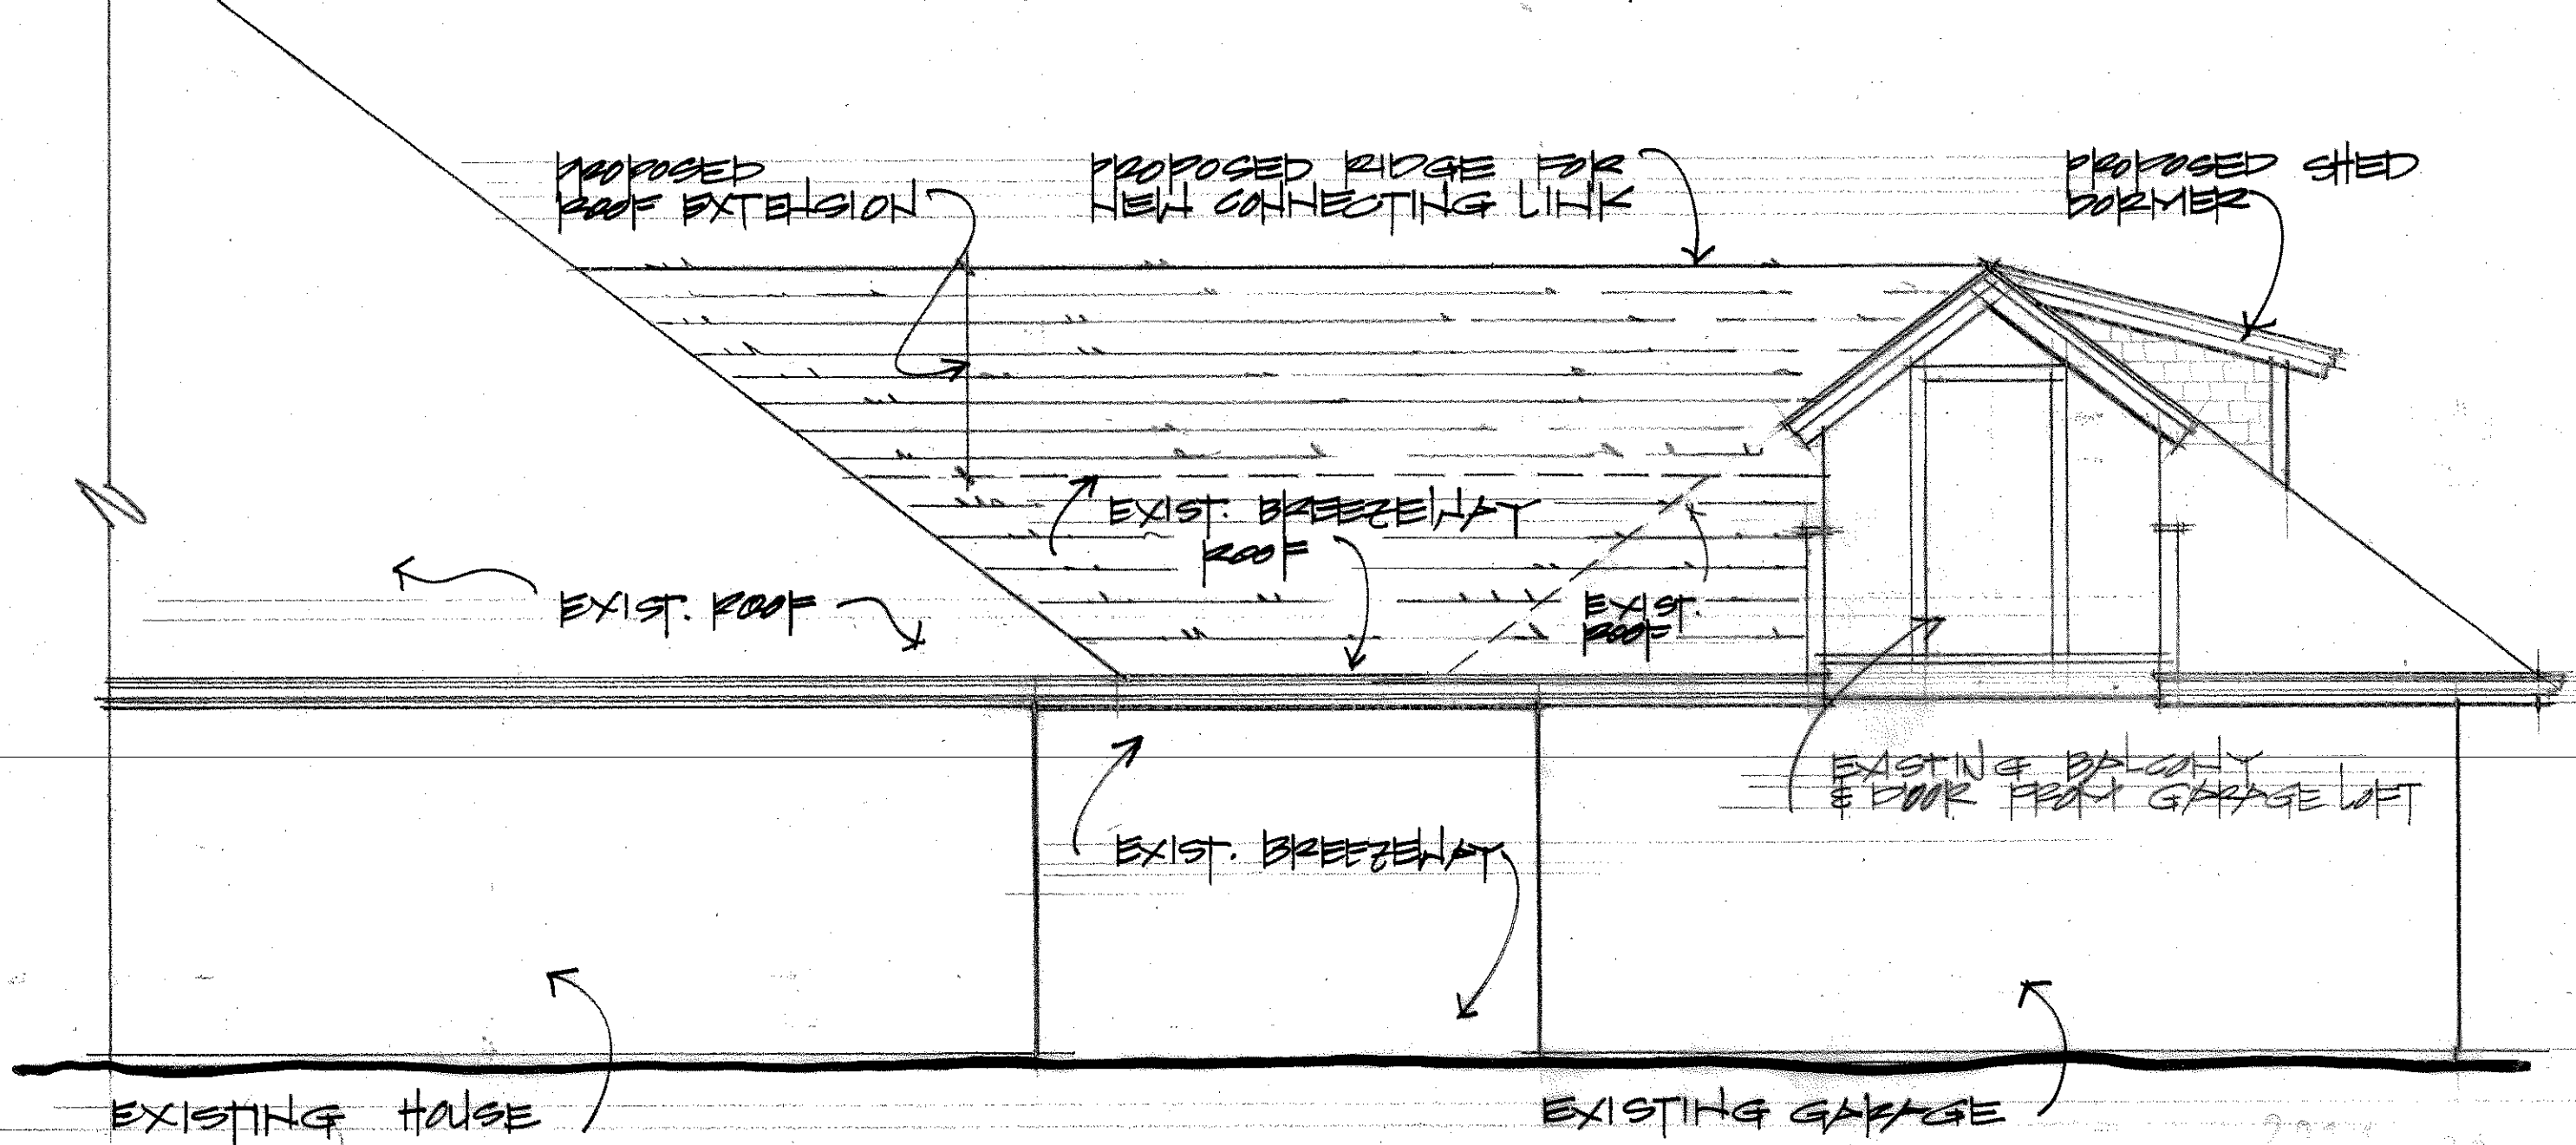 PROPOSED
ROOF EXTENSION
PROPOSED RIDGE FOR
NEW CONNECTING LINK
PROPOSED SHED
DORMER
EXIST. BREEZEWAY
ROOF
EXIST. ROOF
EXIST.
ROOF
EXISTING BALCONY
& DOOR FROM GARAGE LOFT
EXIST. BREEZEWAY
EXISTING HOUSE
EXISTING GARAGE